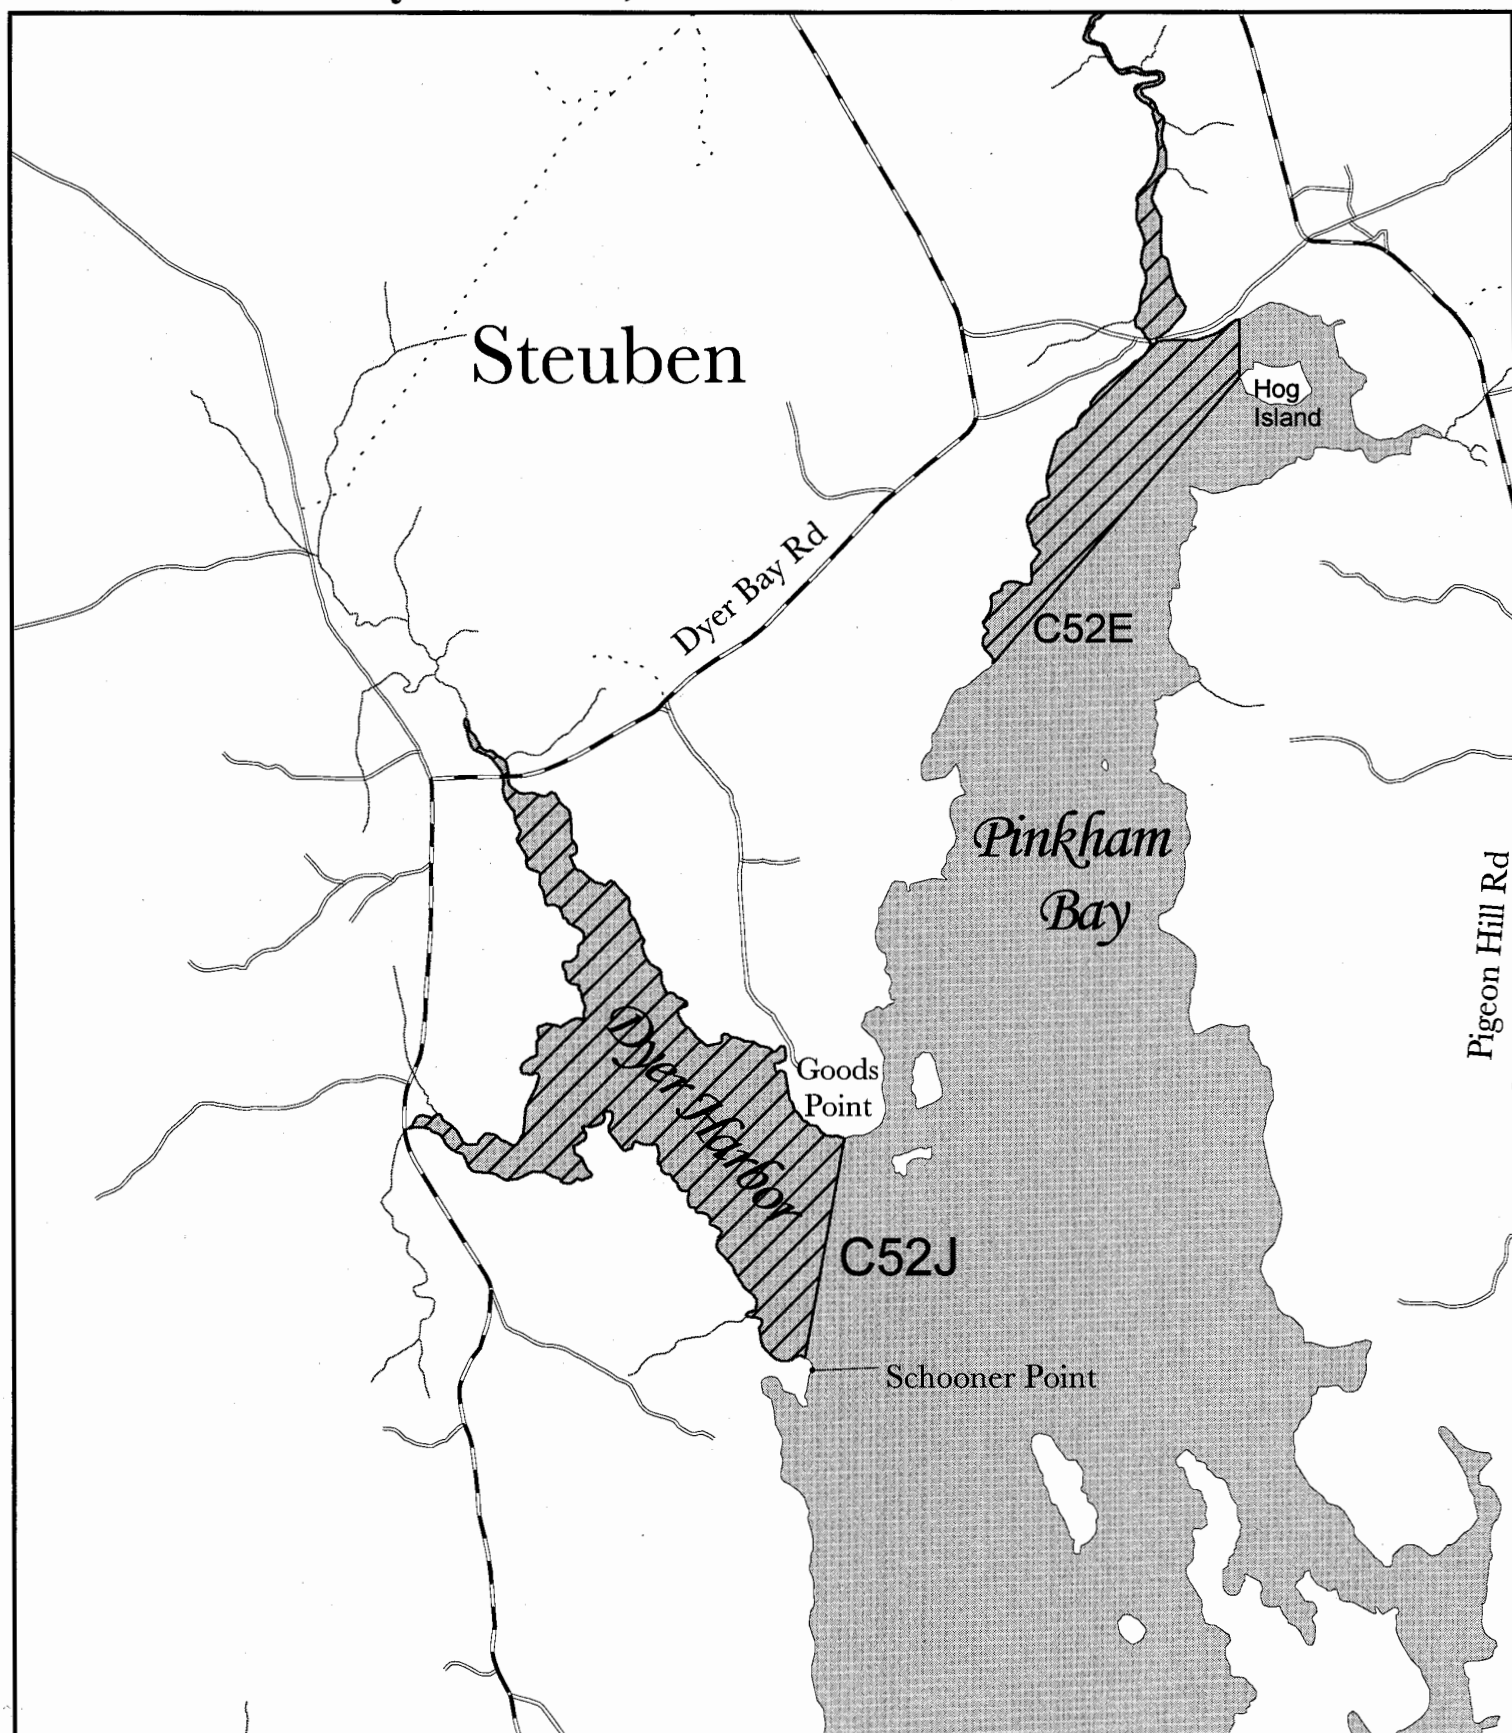 Steuben
Hog
Island
Dyer Bay Rd
C52E
Pinkham
Bay
Pigeon Hill Rd
Dyer Harbor
Goods
Point
C52J
Schooner Point